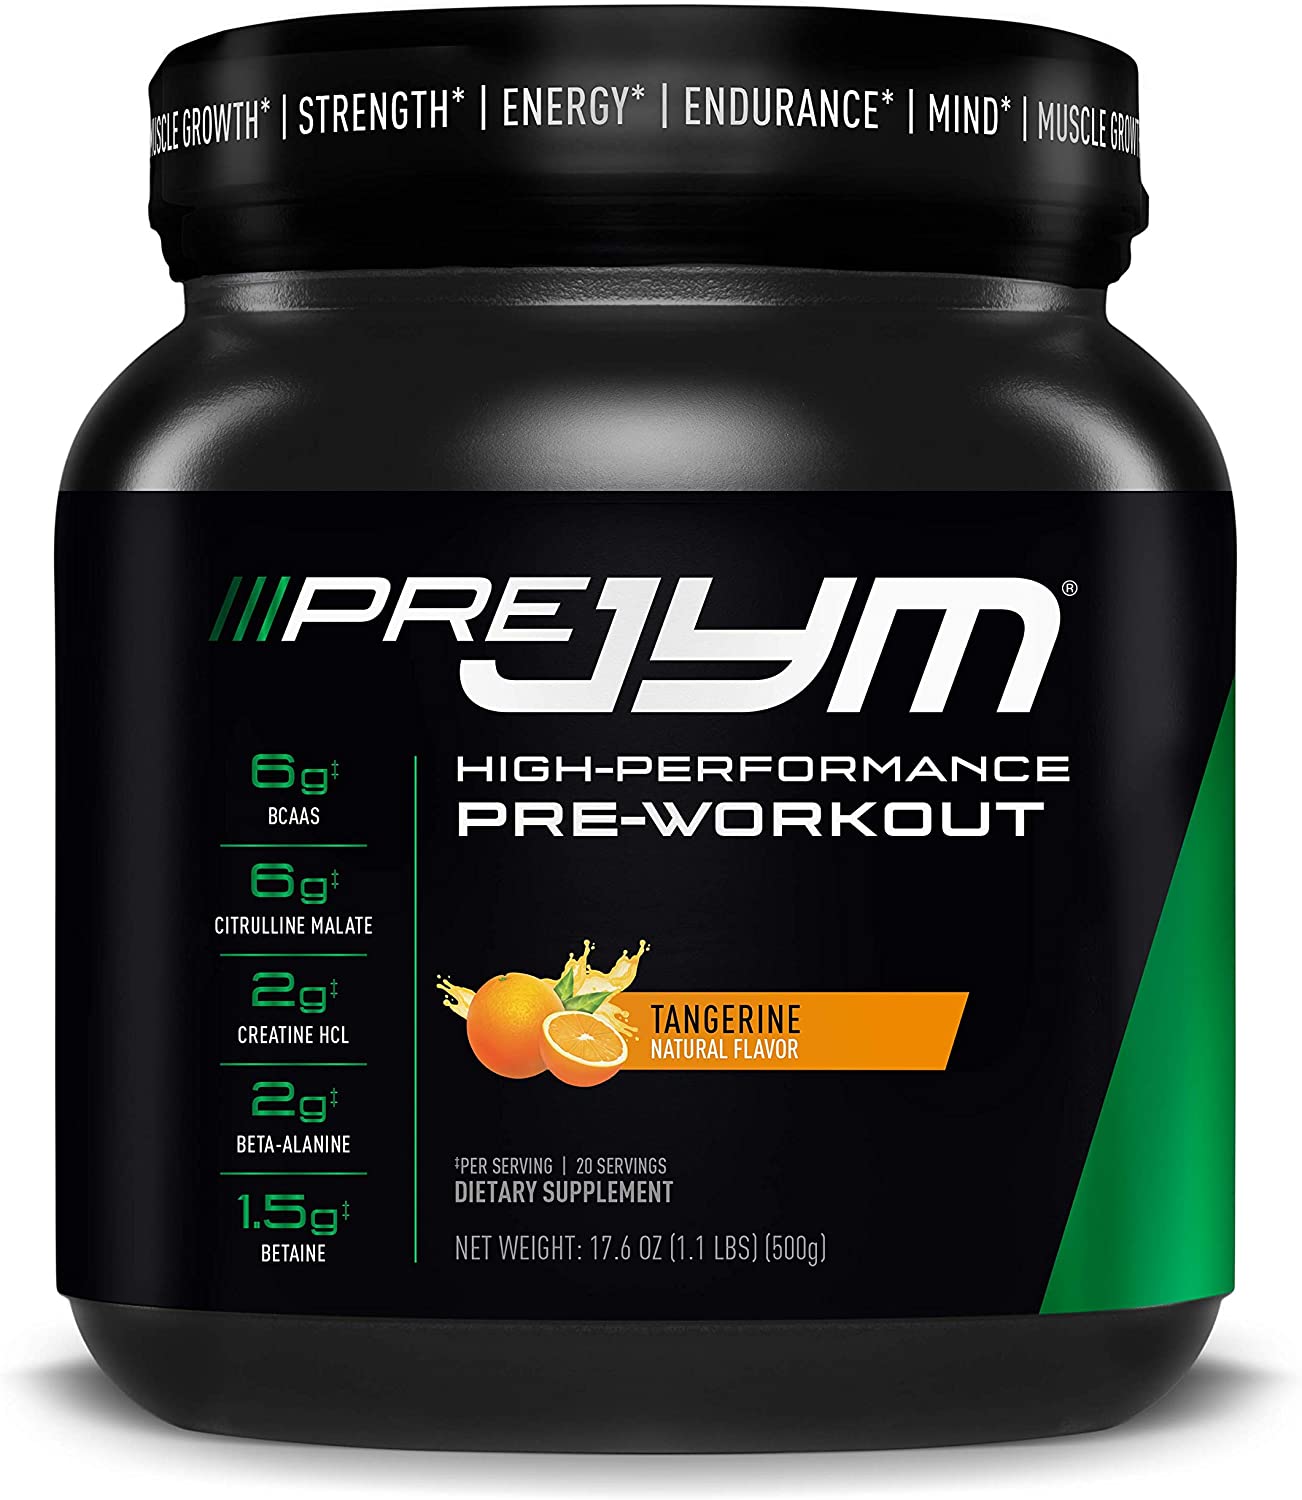 GROWTH* | STRENGTH* | ENERGY* | ENDURANCE* | MIND* | MUSCLE
PRE JYM®
HIGH-PERFORMANCE
PRE-WORKOUT
6g‡
BCAAS
6g‡
CITRULLINE MALATE
2g‡
CREATINE HCL
2g‡
BETA-ALANINE
1.5g‡
BETAINE
TANGERINE
NATURAL FLAVOR
‡PER SERVING | 20 SERVINGS
DIETARY SUPPLEMENT
NET WEIGHT: 17.6 OZ (1.1 LBS) (500g)